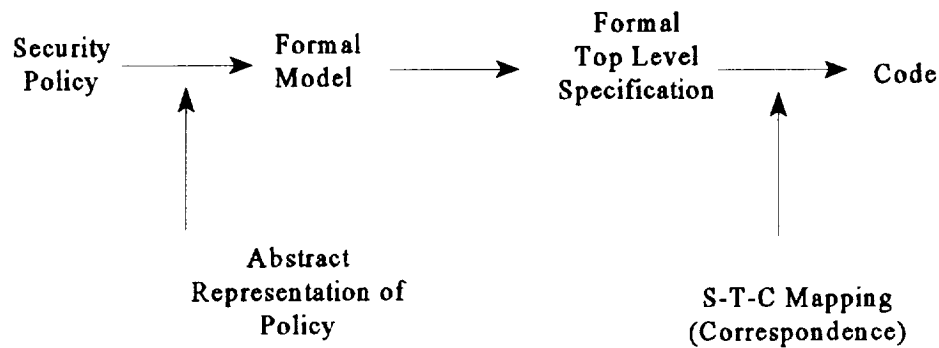 Security
Policy
Formal
Model
Formal
Top Level
Specification
Code
Abstract
Representation of
Policy
S-T-C Mapping
(Correspondence)